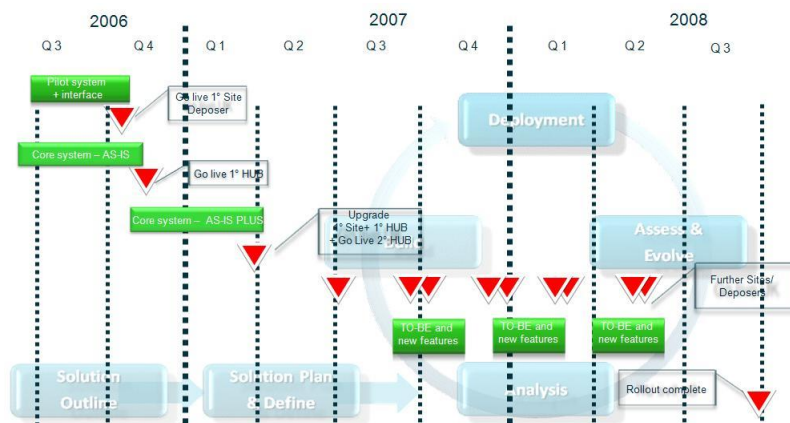 2006
2007
2008
Q 3
Q 4
Q 1
Q 2
Q 3
Q 4
Q 1
Q 2
Q 3
Pilot system
+ interface
Go live 1° Site
Deposer
Deployment
Core system – AS-IS
Go live 1° HUB
Core system – AS-IS PLUS
Upgrade
1° Site+ 1° HUB
+ Go Live 2° HUB
Assess &
Evolve
Further Sites/
Deposers
TO-BE and
new features
TO-BE and
new features
TO-BE and
new features
Solution
Outline
Solution Plan
& Define
Analysis
Rollout complete